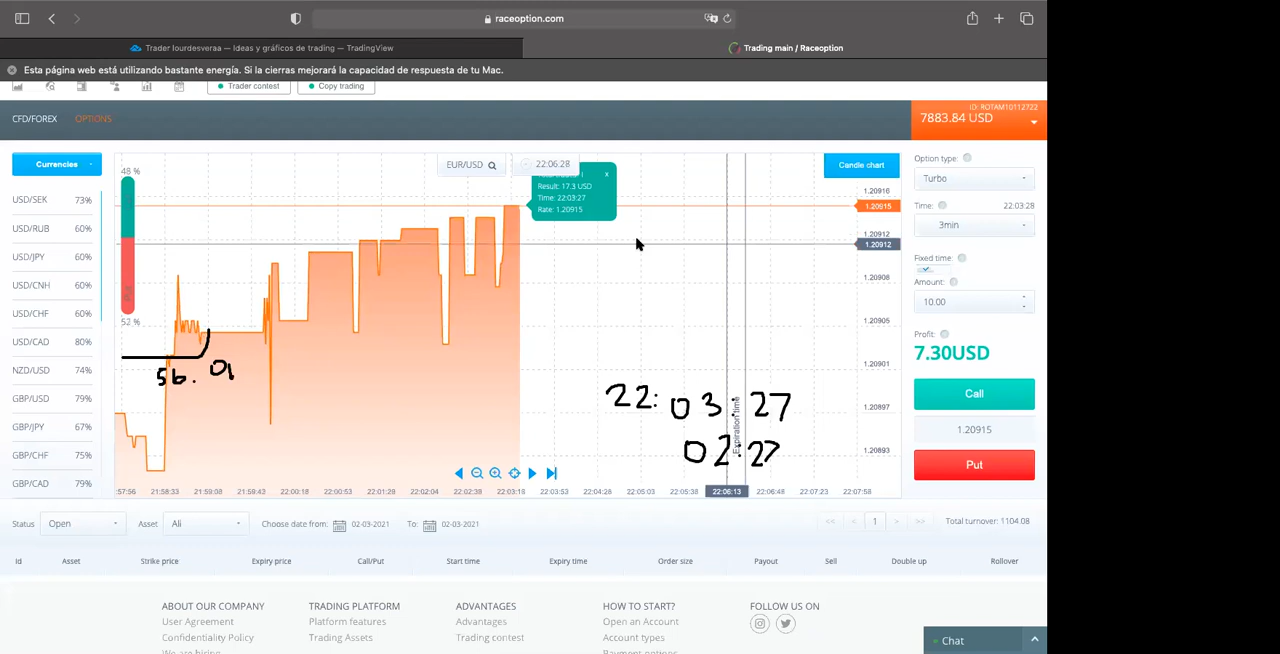 raceoption.com
Trader lourdesveraa — Ideas y gráficos de trading — TradingView
Trading main / Raceoption
Esta página web está utilizando bastante energía. Si la cierras mejorará la capacidad de respuesta de tu Mac.
Trader contest
Copy trading
CFD/FOREX OPTIONS
ID: ROTAM10112722
7883.84 USD
Currencies
USD/SEK 73%
USD/RUB 60%
USD/JPY 60%
USD/CNH 60%
USD/CHF 60%
USD/CAD 80%
NZD/USD 74%
GBP/USD 79%
GBP/JPY 67%
GBP/CHF 75%
GBP/CAD 79%
48 %
52 %
EUR/USD
22:06:28
Result: 17.3 USD
Time: 22:03:27
Rate: 1.20915
x
Candle chart
1.20916
1.20915
1.20912
1.20912
1.20908
1.20905
1.20901
1.20897
1.20893
56.01
22:03:27
02:27
Expiration time
:57:56 21:58:33 21:59:08 21:59:43 22:00:18 22:00:53 22:01:28 22:02:04 22:02:38 22:03:18 22:03:53 22:04:28 22:05:03 22:05:38 22:06:13 22:06:48 22:07:23 22:07:58
Option type:
Turbo
Time: 22:03:28
3min
Fixed time:
Amount:
10.00
Profit:
7.30USD
Call
1.20915
Put
Status Open Asset All Choose date from: 02-03-2021 To: 02-03-2021
<< < 1 > >> Total turnover: 1104.08
Id Asset Strike price Expiry price Call/Put Start time Expiry time Order size Payout Sell Double up Rollover
ABOUT OUR COMPANY
User Agreement
Confidentiality Policy
We are hiring
TRADING PLATFORM
Platform features
Trading Assets
ADVANTAGES
Advantages
Trading contest
HOW TO START?
Open an Account
Account types
Payment options
FOLLOW US ON
Chat